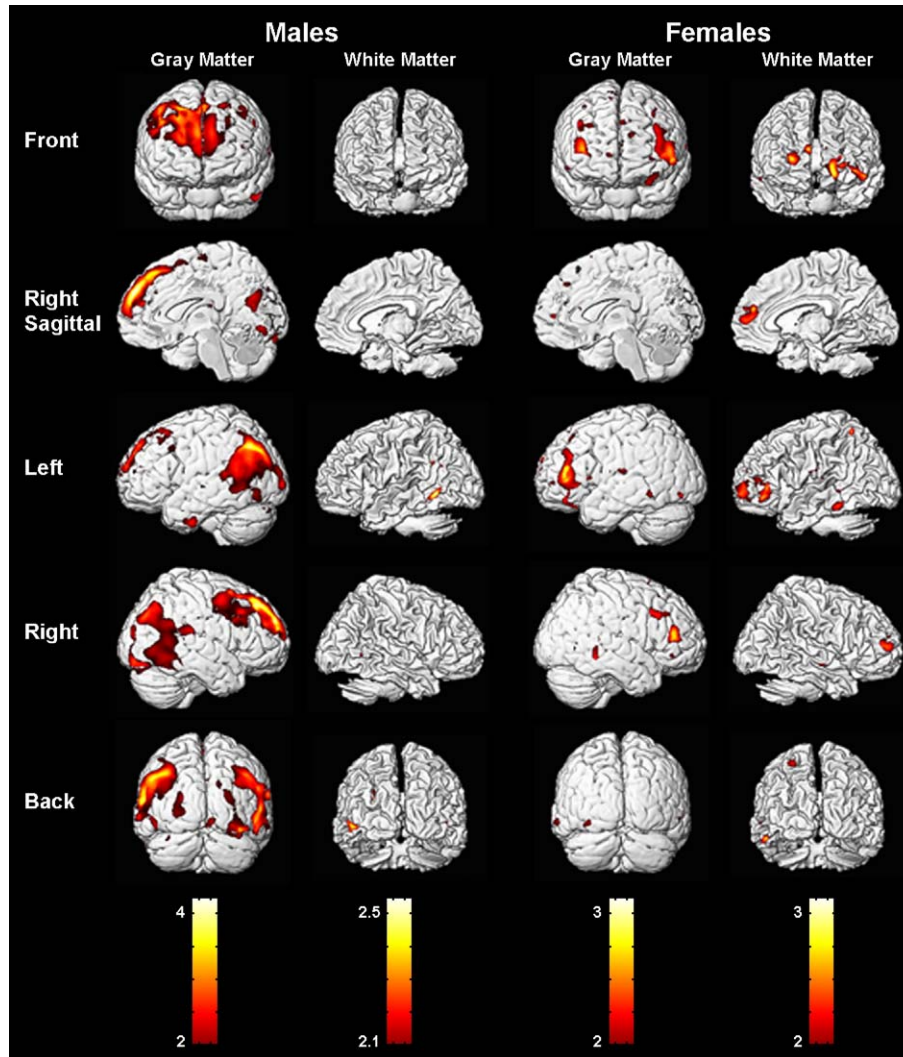 Males Females
Gray Matter White Matter Gray Matter White Matter
Front
Right
Sagittal
Left
Right
Back
4 2.5 3 3
2 2.1 2 2